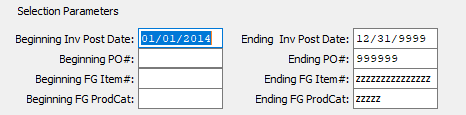 Selection Parameters
Beginning Inv Post Date: 01/01/2014 Ending Inv Post Date: 12/31/9999
Beginning PO#: Ending PO#: 999999
Beginning FG Item#: Ending FG Item#: zzzzzzzzzzzzzzz
Beginning FG ProdCat: Ending FG ProdCat: zzzzz